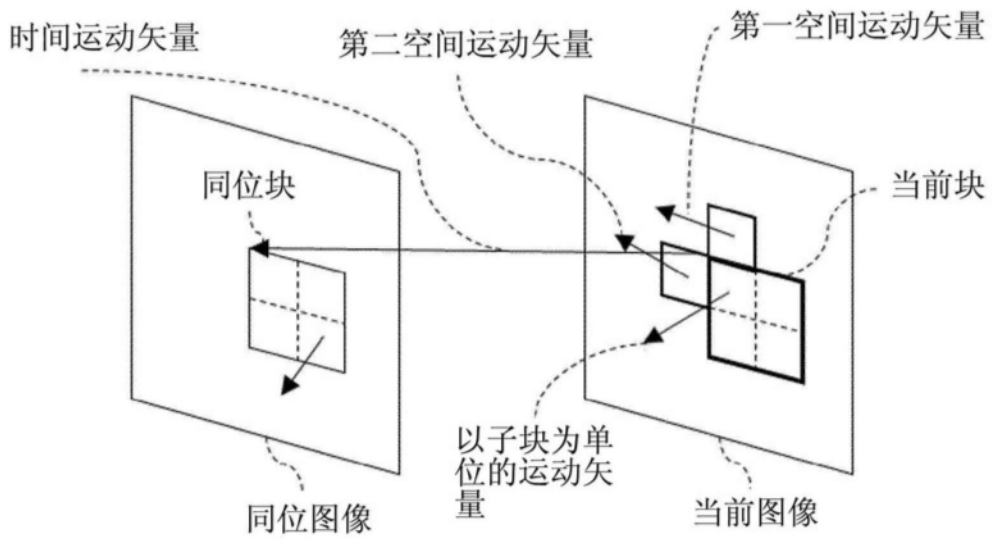 时间运动矢量
第二空间运动矢量
第一空间运动矢量
同位块
当前块
以子块为单
位的运动矢
量
同位图像
当前图像